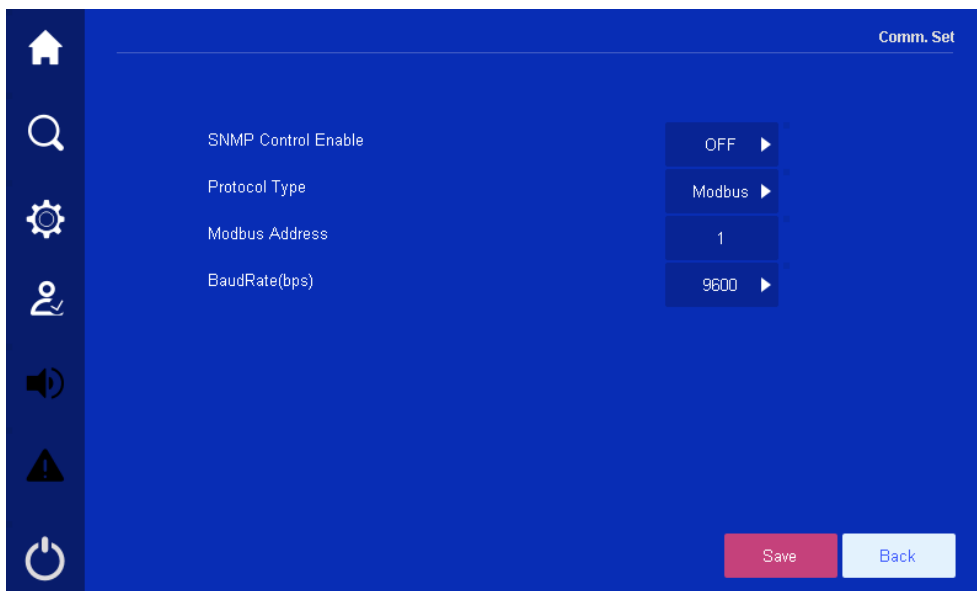 Comm. Set
SNMP Control Enable OFF
Protocol Type Modbus
Modbus Address 1
BaudRate(bps) 9600
Save Back